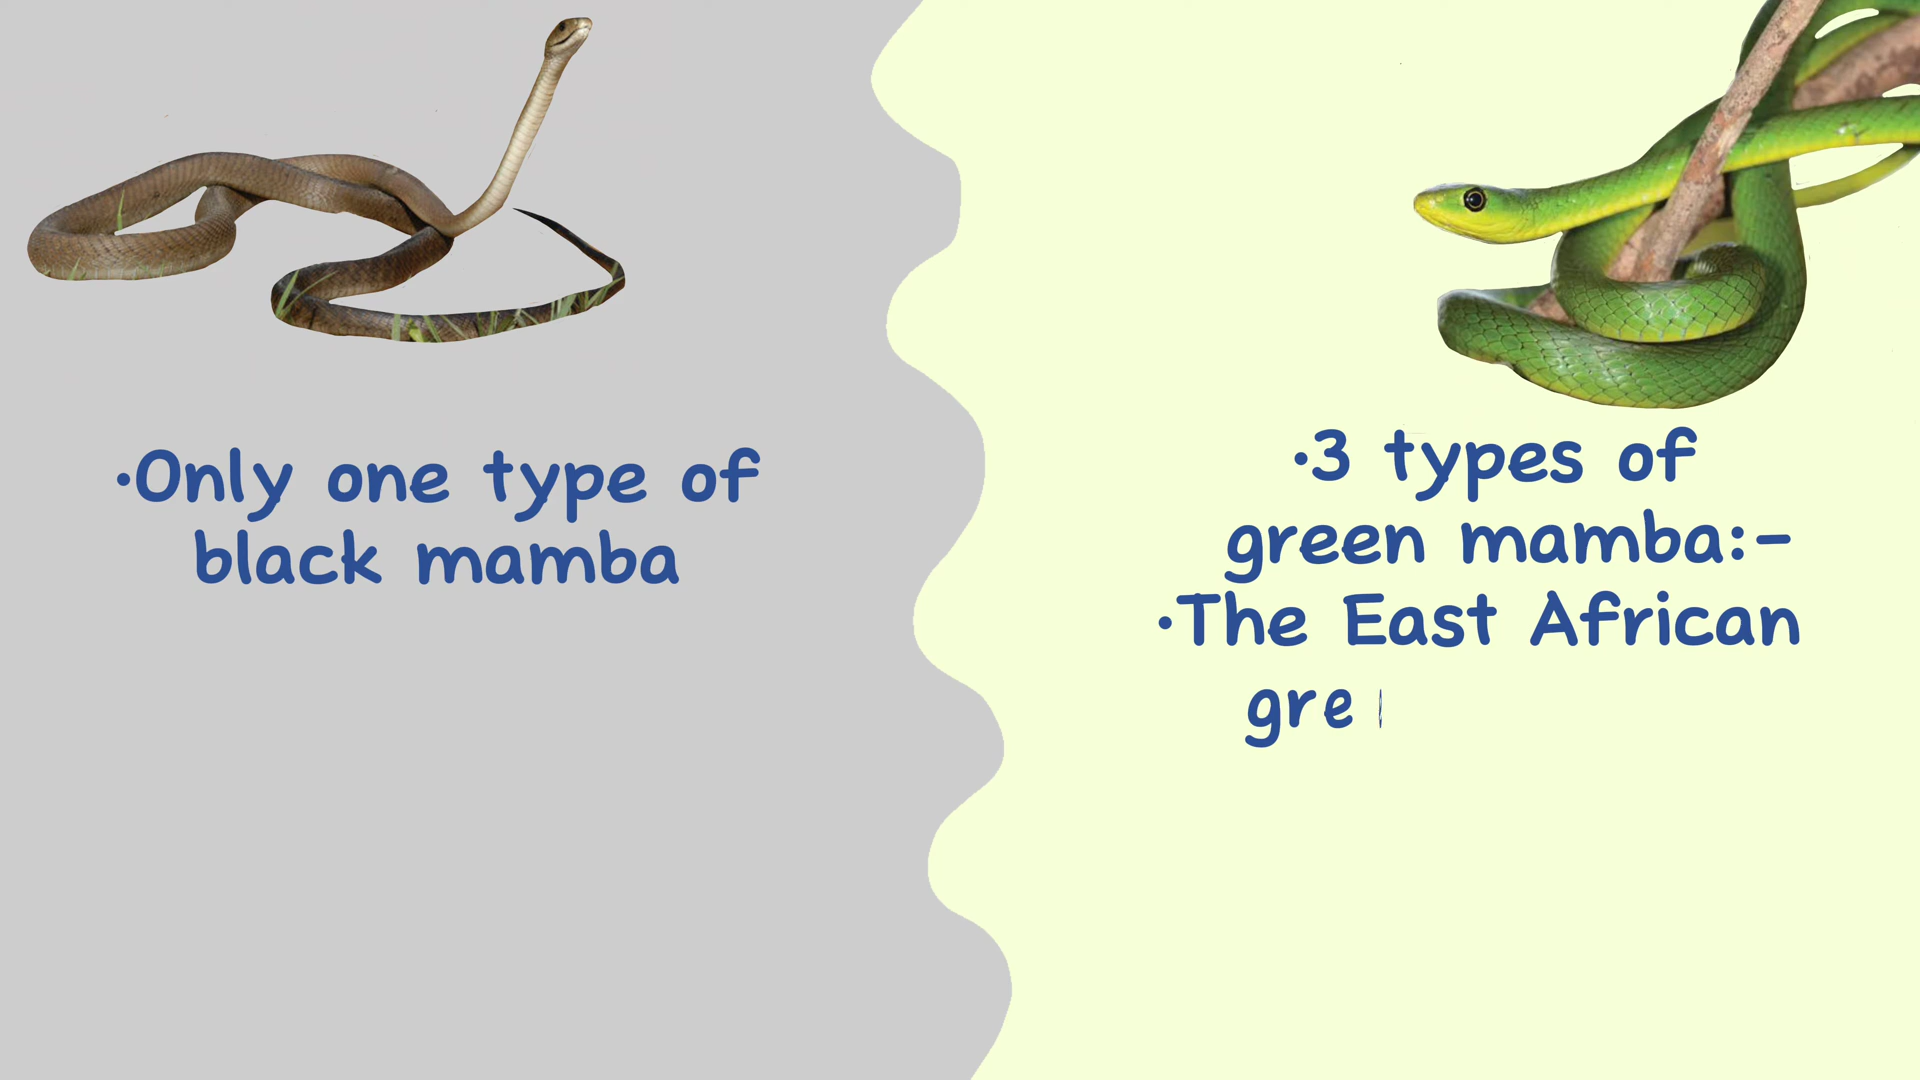 •Only one type of
black mamba
•3 types of
green mamba:-
•The East African
gre